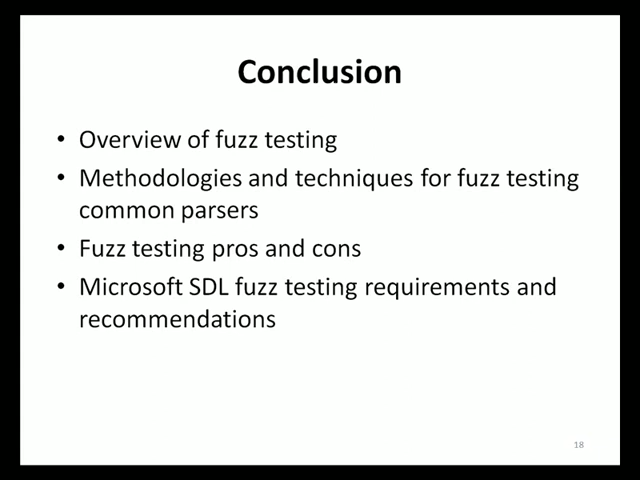 Conclusion
• Overview of fuzz testing
• Methodologies and techniques for fuzz testing
common parsers
• Fuzz testing pros and cons
• Microsoft SDL fuzz testing requirements and
recommendations
18